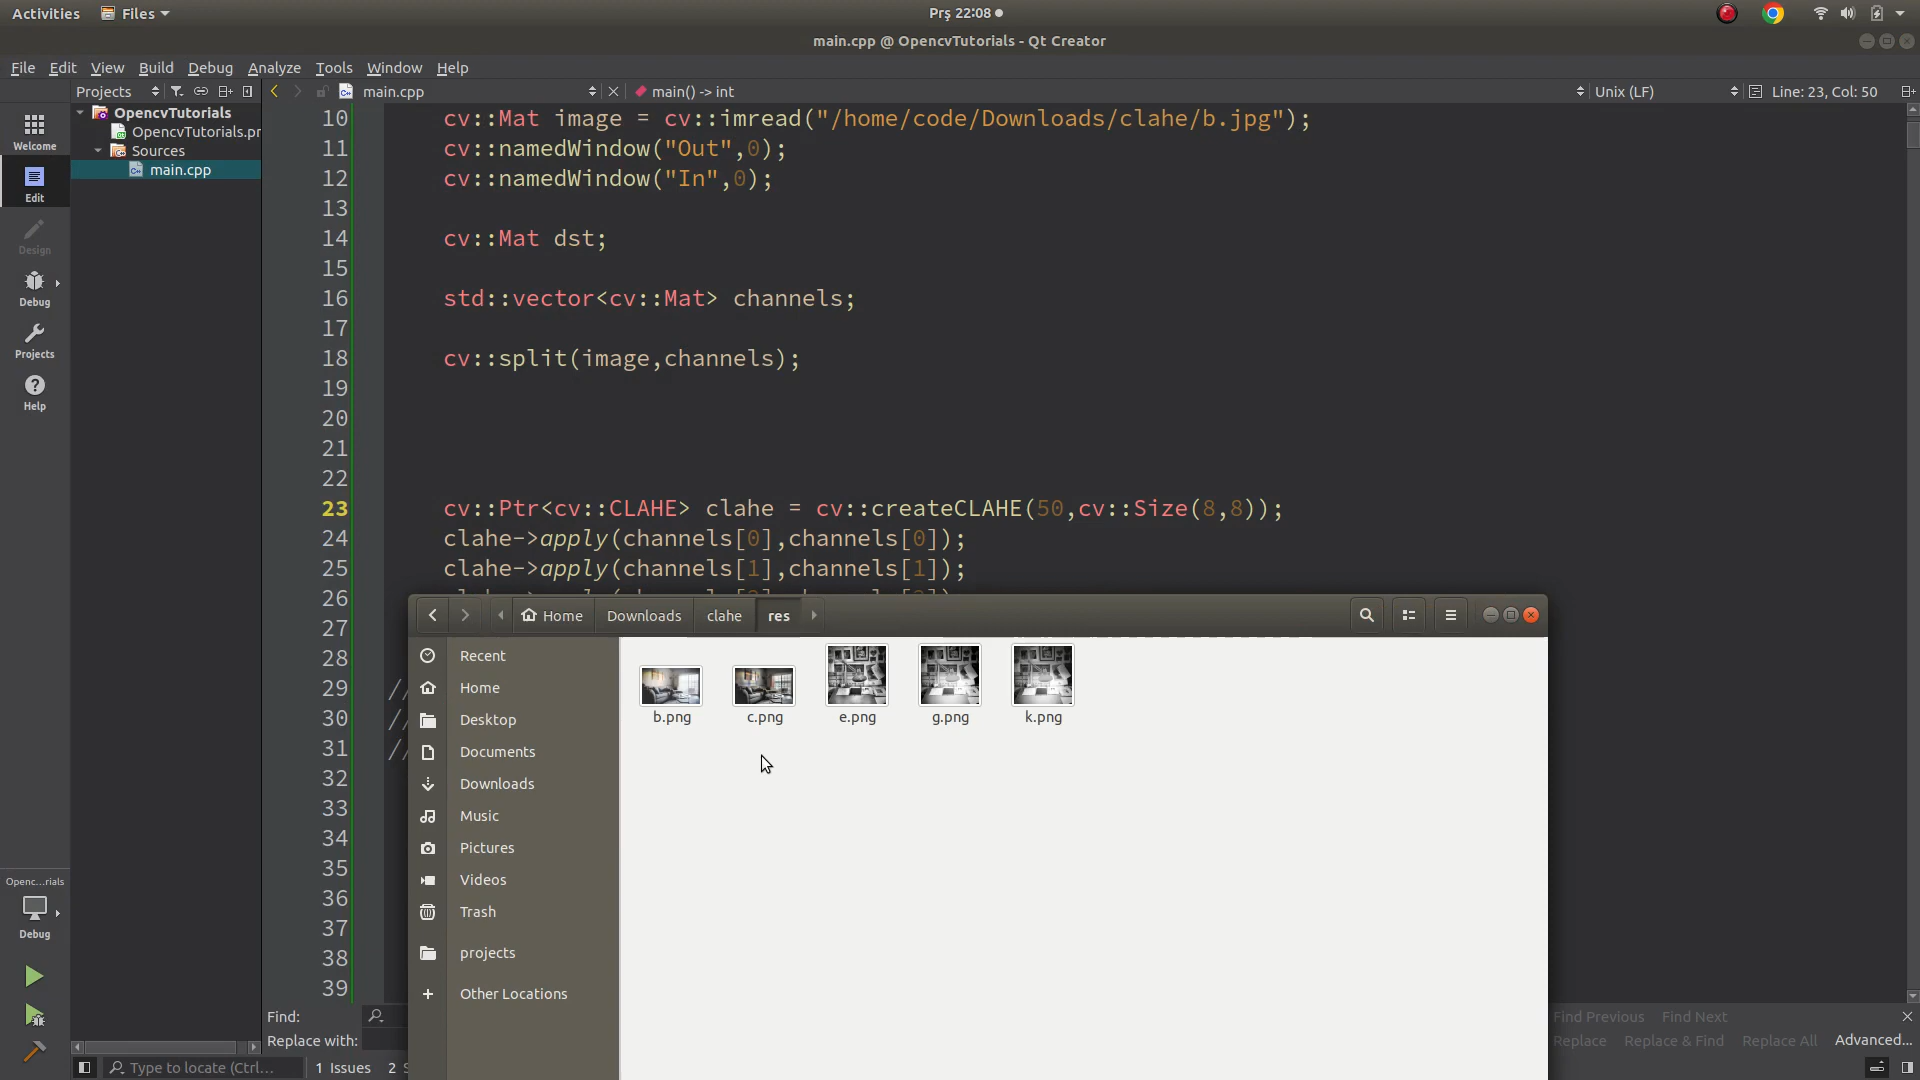 Activities
Files
Prş 22:08
main.cpp @ OpencvTutorials - Qt Creator
File Edit View Build Debug Analyze Tools Window Help
Projects
main.cpp
main() -> int
Unix (LF)
Line: 23, Col: 50
OpencvTutorials
OpencvTutorials.pr
Sources
main.cpp
Welcome
Edit
Design
Debug
Projects
Help
10 cv::Mat image = cv::imread("/home/code/Downloads/clahe/b.jpg");
11 cv::namedWindow("Out",0);
12 cv::namedWindow("In",0);
13
14 cv::Mat dst;
15
16 std::vector<cv::Mat> channels;
17
18 cv::split(image,channels);
19
20
21
22
23 cv::Ptr<cv::CLAHE> clahe = cv::createCLAHE(50,cv::Size(8,8));
24 clahe->apply(channels[0],channels[0]);
25 clahe->apply(channels[1],channels[1]);
26
27
28
29 //
30 //
31 //
32
33
34
35
36
37
38
39
Home
Downloads
clahe
res
Recent
Home
Desktop
Documents
Downloads
Music
Pictures
Videos
Trash
projects
Other Locations
b.png
c.png
e.png
g.png
k.png
Openc...rials
Debug
Find:
Replace with:
Find Previous
Find Next
Replace
Replace & Find
Replace All
Advanced...
Type to locate (Ctrl...
1 Issues
2 S